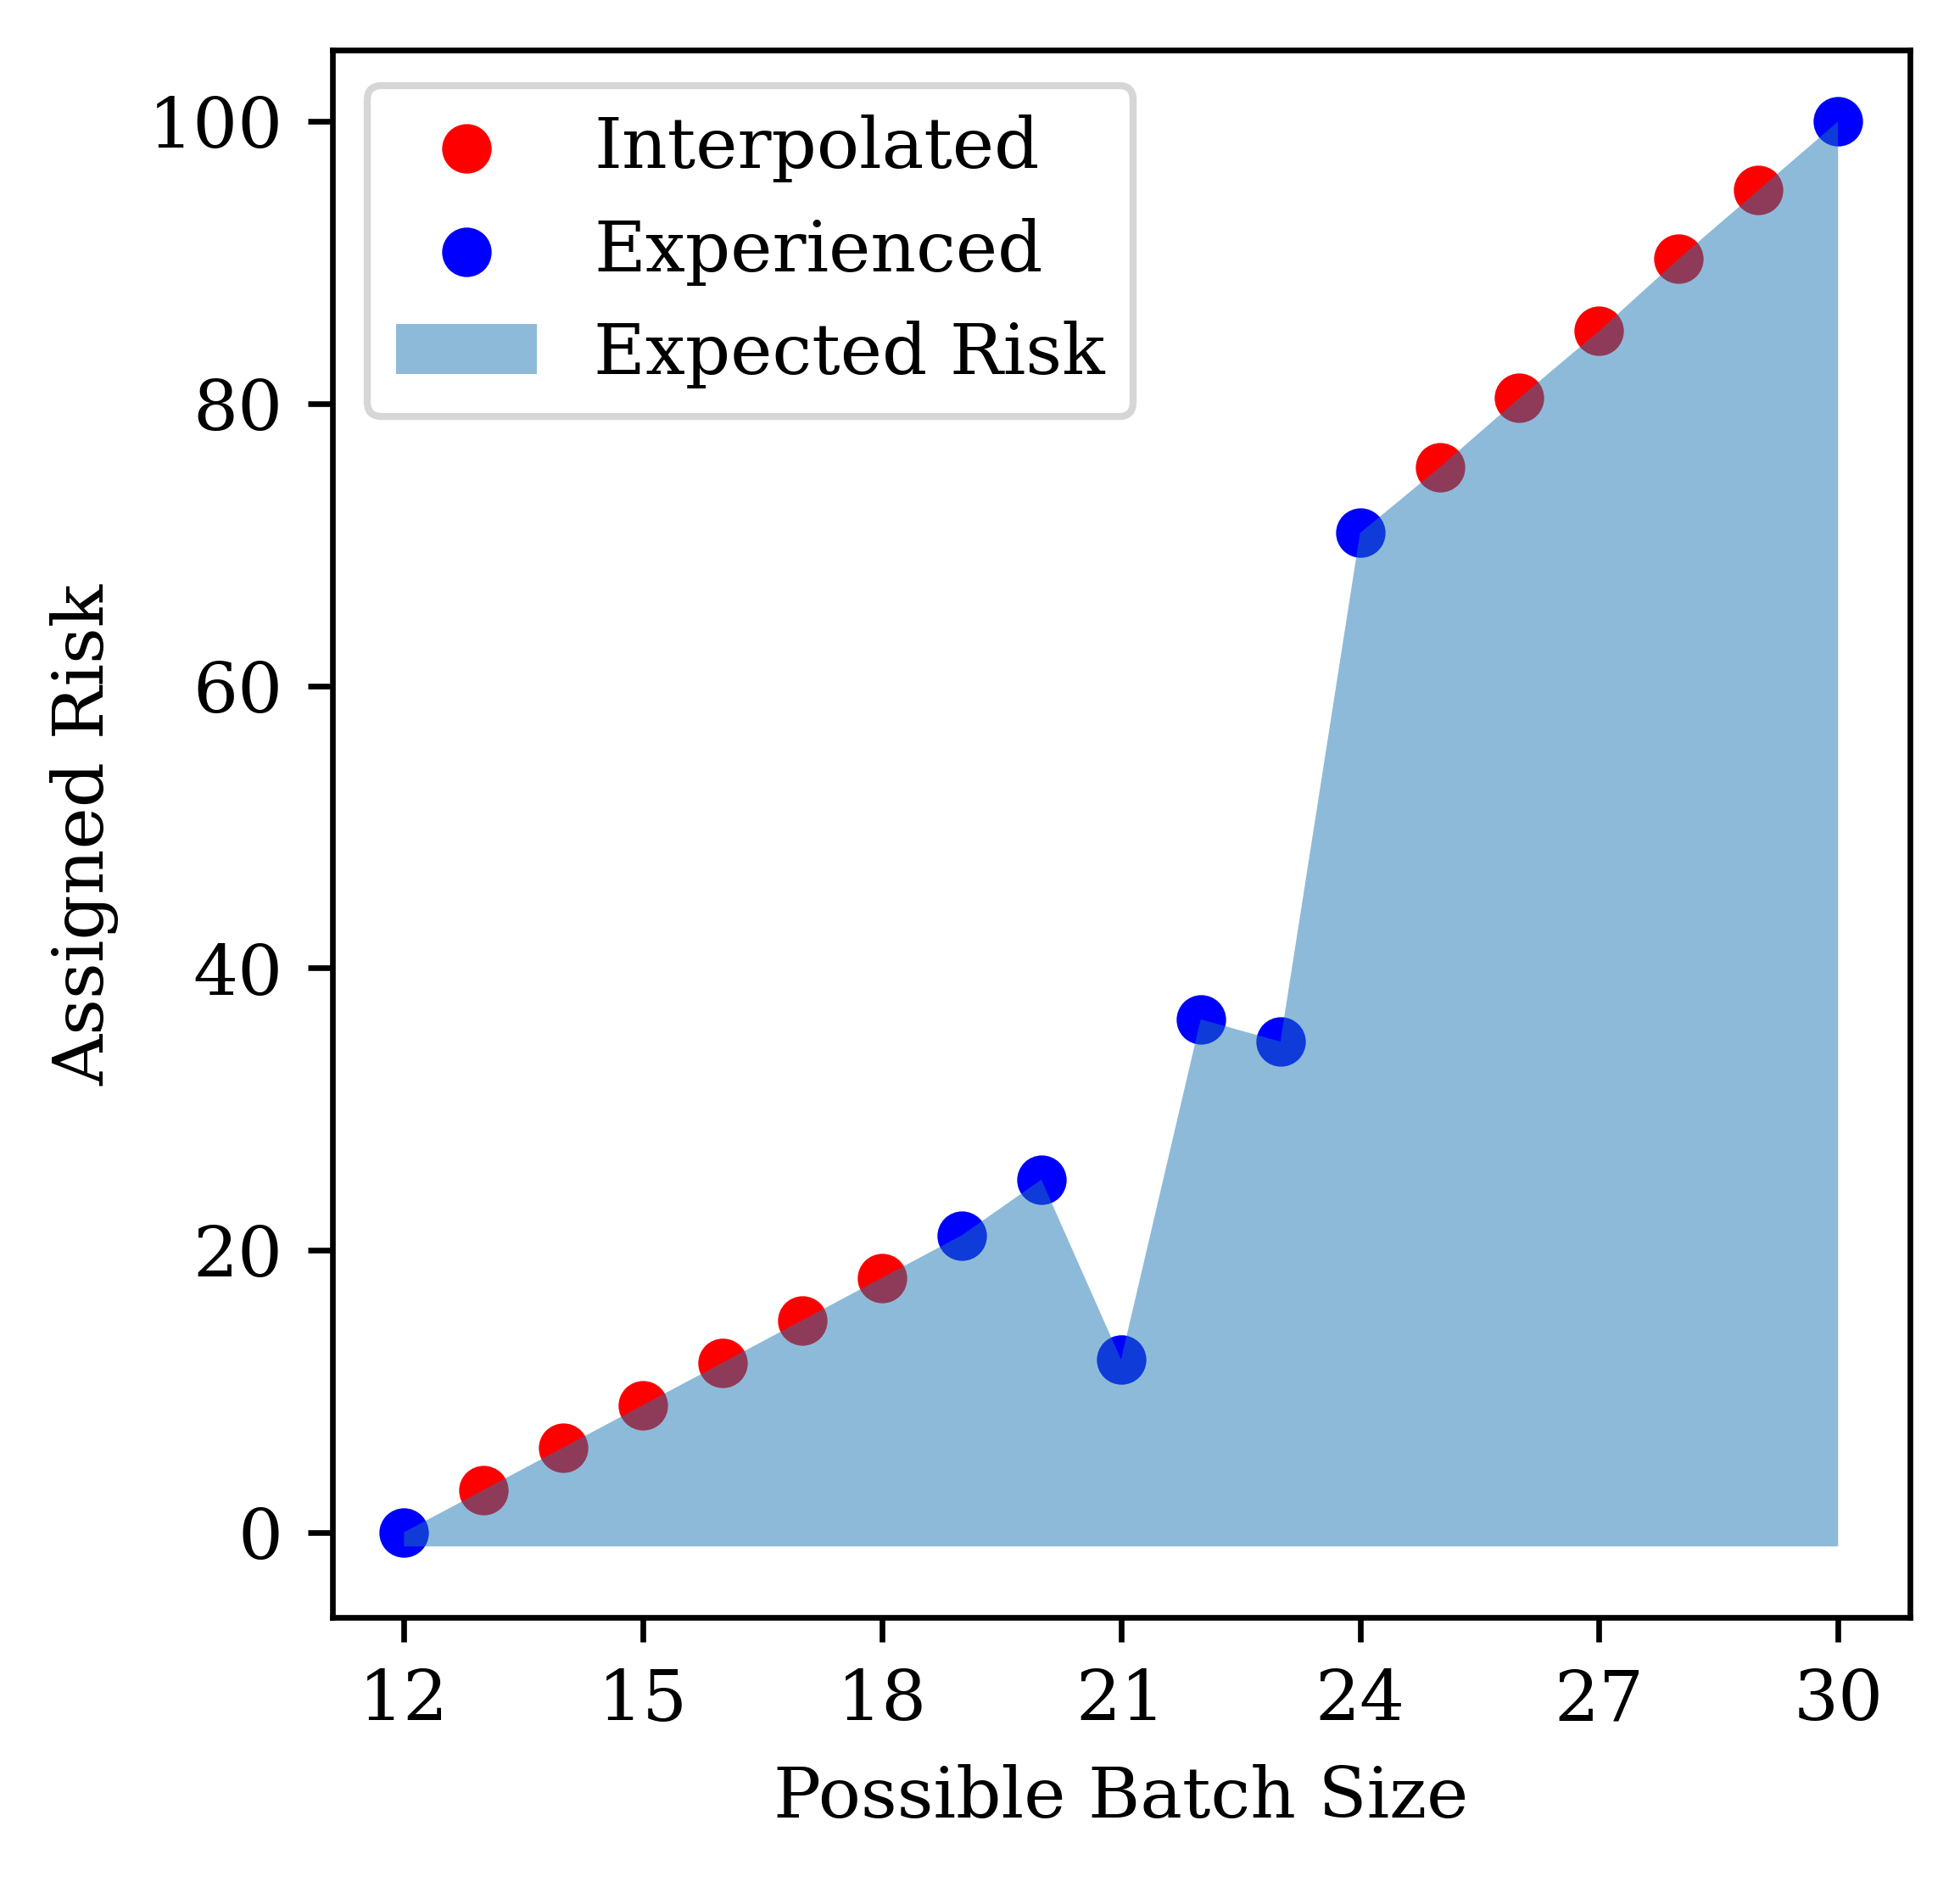 Interpolated
Experienced
Expected Risk
100
80
60
40
20
0
Assigned Risk
12 15 18 21 24 27 30
Possible Batch Size